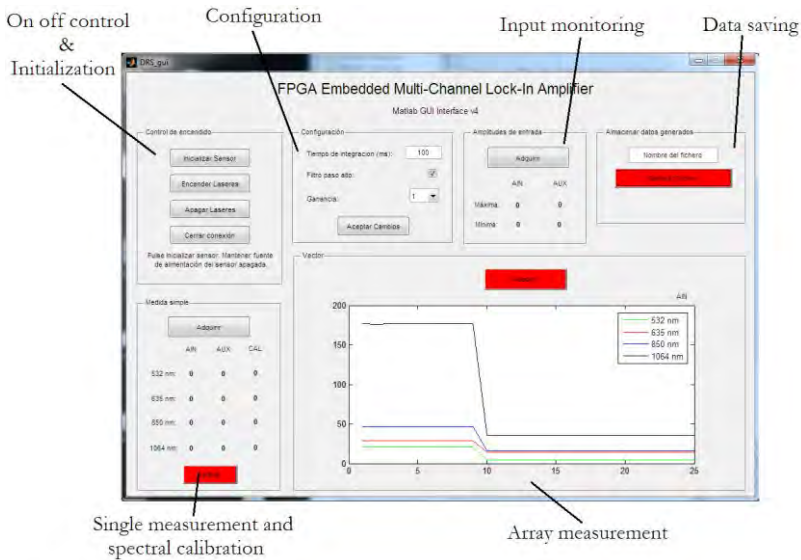 On off control
&
Initialization
Configuration
Input monitoring
Data saving
DRS_gui
FPGA Embedded Multi-Channel Lock-In Amplifier
Matlab GUI Interface v4
Control de encendido
Inicializar Sensor
Encender Laseres
Apagar Laseres
Cerrar conexión
Pulse inicializar sensor. Mantener fuente
de alimentación del sensor apagada.
Configuración
Tiempo de integracion (ms): 100
Filtro paso alto:
Ganancia: 1
Aceptar Cambios
Amplitudes de entrada
Adquirir
AIN AUX
Máxima: 0 0
Mínima: 0 0
Almacenar datos generados
Nombre del fichero
Medida simple
Adquirir
AIN AUX CAL
532 nm: 0 0 0
635 nm: 0 0 0
850 nm: 0 0 0
1064 nm: 0 0 0
Vector
AIN
532 nm
635 nm
850 nm
1064 nm
200
150
100
50
0
0 5 10 15 20 25
Single measurement and
spectral calibration
Array measurement